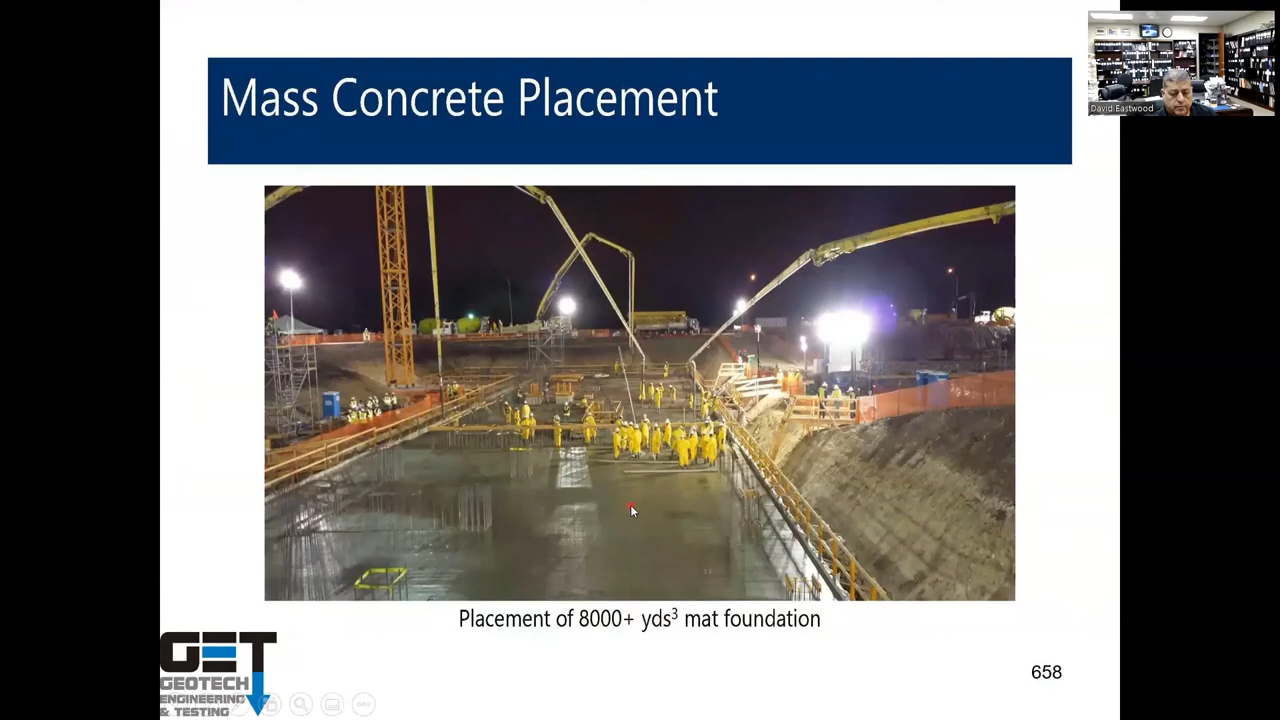 Mass Concrete Placement
David Eastwood
Placement of 8000+ yds³ mat foundation
GET
GEOTECH
ENGINEERING
& TESTING
658